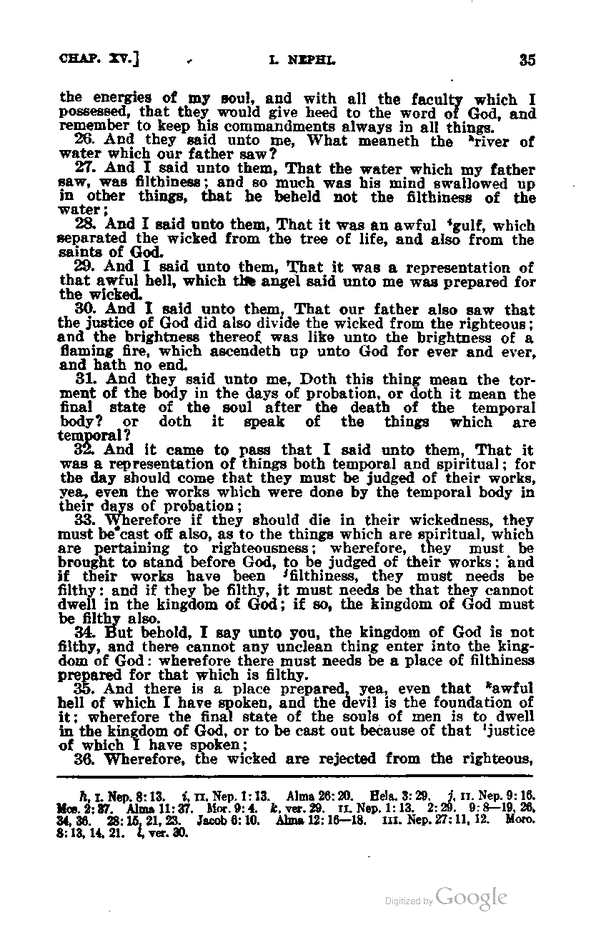 CHAP. XV.] I. NEPHI. 35
the energies of my soul, and with all the faculty which I
possessed, that they would give heed to the word of God, and
remember to keep his commandments always in all things.
26. And they said unto me, What meaneth the ʰriver of
water which our father saw?
27. And I said unto them, That the water which my father
saw, was filthiness; and so much was his mind swallowed up
in other things, that he beheld not the filthiness of the
water;
28. And I said unto them, That it was an awful ⁱgulf, which
separated the wicked from the tree of life, and also from the
saints of God.
29. And I said unto them, That it was a representation of
that awful hell, which the angel said unto me was prepared for
the wicked.
30. And I said unto them, That our father also saw that
the justice of God did also divide the wicked from the righteous;
and the brightness thereof was like unto the brightness of a
flaming fire, which ascendeth up unto God for ever and ever,
and hath no end.
31. And they said unto me, Doth this thing mean the tor-
ment of the body in the days of probation, or doth it mean the
final state of the soul after the death of the temporal
body? or doth it speak of the things which are
temporal?
32. And it came to pass that I said unto them, That it
was a representation of things both temporal and spiritual; for
the day should come that they must be judged of their works,
yea, even the works which were done by the temporal body in
their days of probation;
33. Wherefore if they should die in their wickedness, they
must be cast off also, as to the things which are spiritual, which
are pertaining to righteousness; wherefore, they must be
brought to stand before God, to be judged of their works; and
if their works have been ʲfilthiness, they must needs be
filthy: and if they be filthy, it must needs be that they cannot
dwell in the kingdom of God; if so, the kingdom of God must
be filthy also.
34. But behold, I say unto you, the kingdom of God is not
filthy, and there cannot any unclean thing enter into the king-
dom of God: wherefore there must needs be a place of filthiness
prepared for that which is filthy.
35. And there is a place prepared, yea, even that ᵏawful
hell of which I have spoken, and the devil is the foundation of
it: wherefore the final state of the souls of men is to dwell
in the kingdom of God, or to be cast out because of that ˡjustice
of which I have spoken;
36. Wherefore, the wicked are rejected from the righteous,
h, I. Nep. 8:13. i, II. Nep. 1:13. Alma 26:20. Hela. 3:29. j, II. Nep. 9:16.
Mos. 2:37. Alma 11:37. Mor. 9:4. k, ver. 29. II. Nep. 1:13. 2:29. 9:8—19, 26,
34, 36. 28:15, 21, 23. Jacob 6:10. Alma 12:16—18. III. Nep. 27:11, 12. Moro.
8:13, 14, 21. l, ver. 30.
Digitized by Google